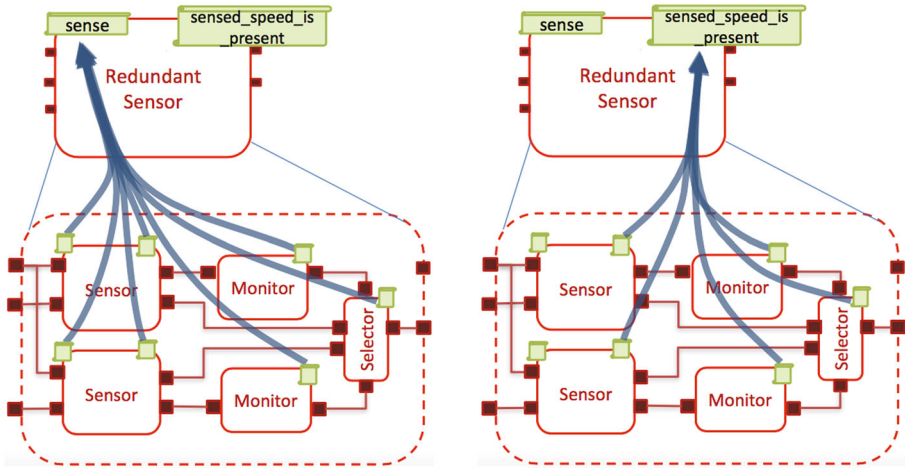 sense
sensed_speed_is
_present
Redundant
Sensor
Sensor
Monitor
Selector
Sensor
Monitor
sense
sensed_speed_is
_present
Redundant
Sensor
Sensor
Monitor
Selector
Sensor
Monitor